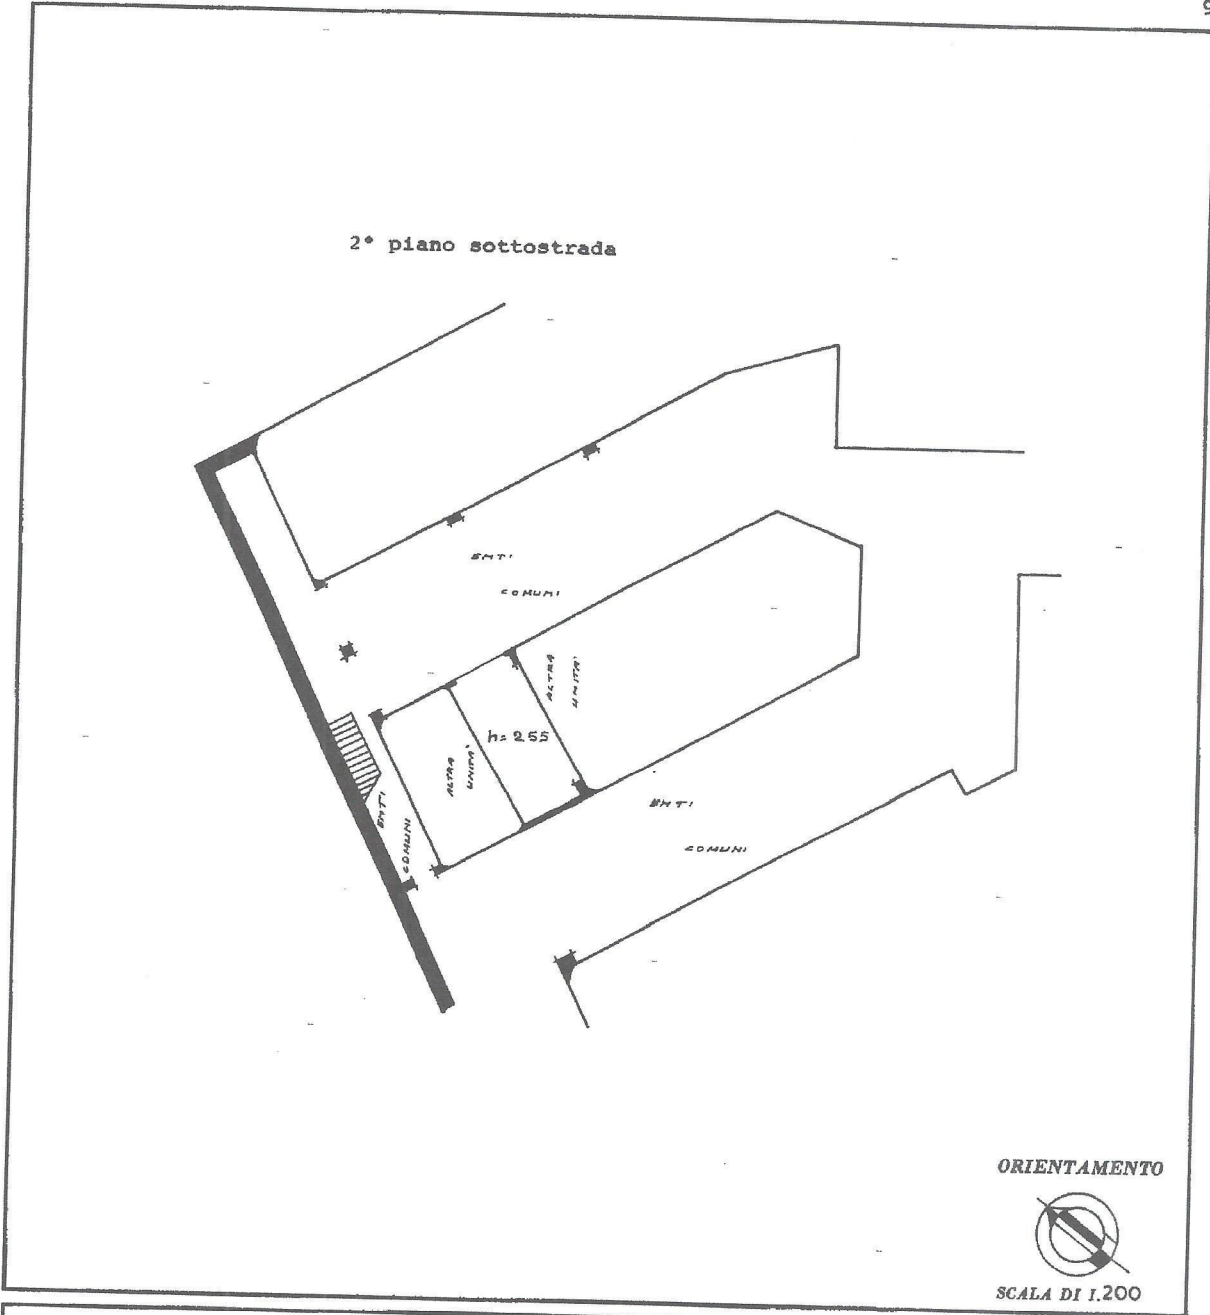 2° piano sottostrada
ENTI
COMUNI
ALTRA
UNITA'
h=255
ALTRA
UNITA'
ENTI
COMUNI
ENTI
COMUNI
ORIENTAMENTO
SCALA DI 1.200